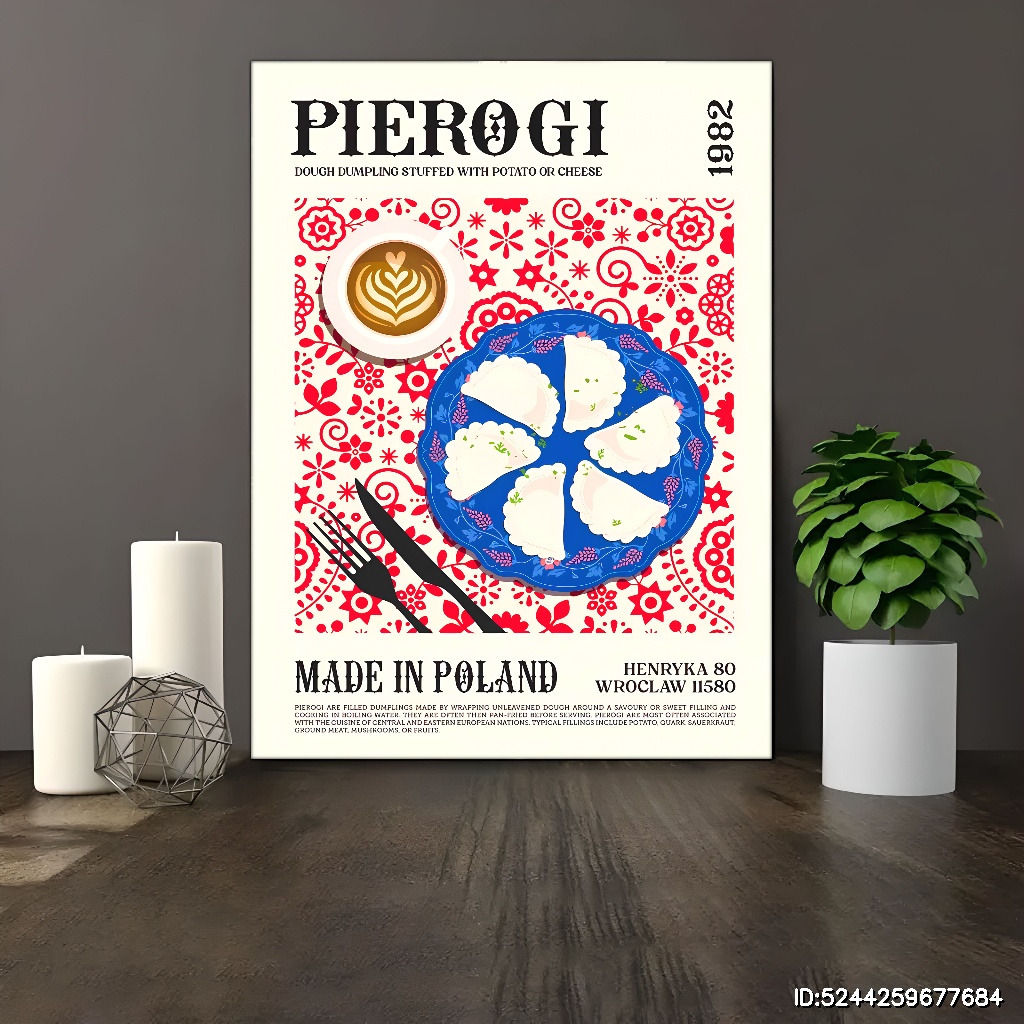 PIEROGI
1982
DOUGH DUMPLING STUFFED WITH POTATO OR CHEESE
MADE IN POLAND
HENRYKA 80
WROCLAW 11580
PIEROGI ARE FILLED DUMPLINGS MADE BY WRAPPING UNLEAVENED DOUGH AROUND A SAVOURY OR SWEET FILLING AND
COOKING IN BOILING WATER. THEY ARE OFTEN THEN PAN-FRIED BEFORE SERVING. PIEROGI ARE MOST OFTEN ASSOCIATED
WITH THE CUISINE OF CENTRAL AND EASTERN EUROPEAN NATIONS. TYPICAL FILLINGS INCLUDE POTATO, QUARK, SAUERKRAUT,
GROUND MEAT, MUSHROOMS, OR FRUITS.
ID:5244259677684